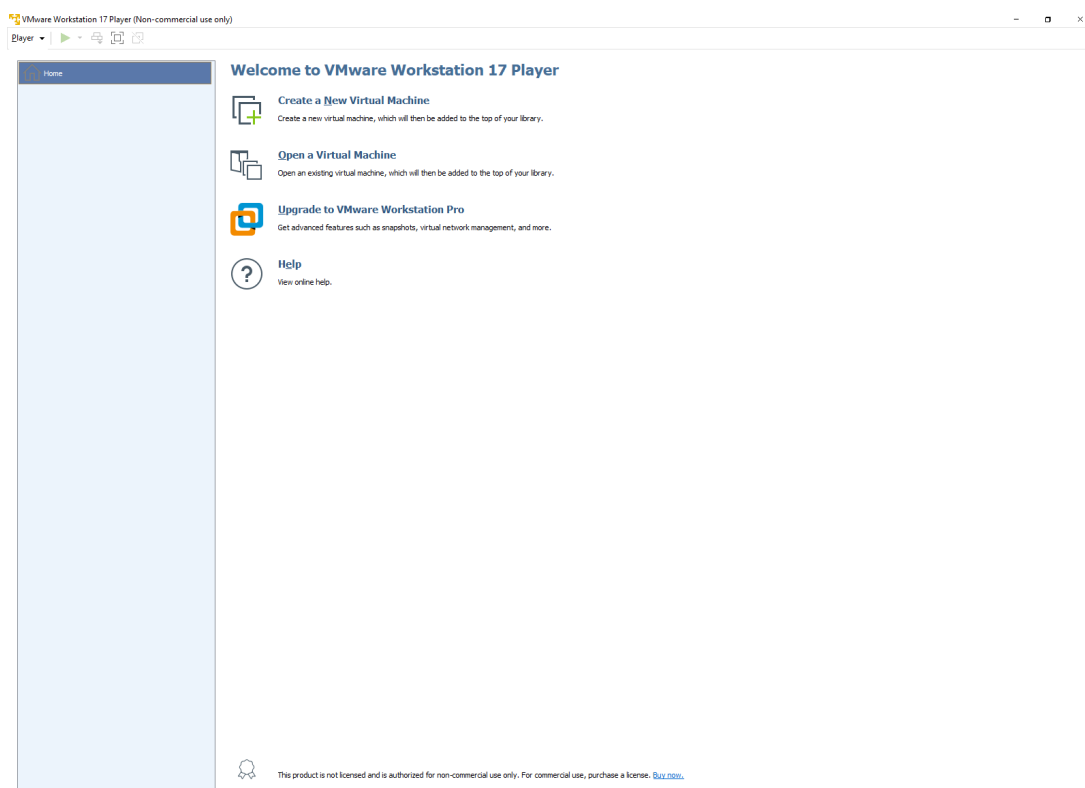 VMware Workstation 17 Player (Non-commercial use only)
Player
Home
Welcome to VMware Workstation 17 Player
Create a New Virtual Machine
Create a new virtual machine, which will then be added to the top of your library.
Open a Virtual Machine
Open an existing virtual machine, which will then be added to the top of your library.
Upgrade to VMware Workstation Pro
Get advanced features such as snapshots, virtual network management, and more.
Help
View online help.
This product is not licensed and is authorized for non-commercial use only. For commercial use, purchase a license. Buy now.